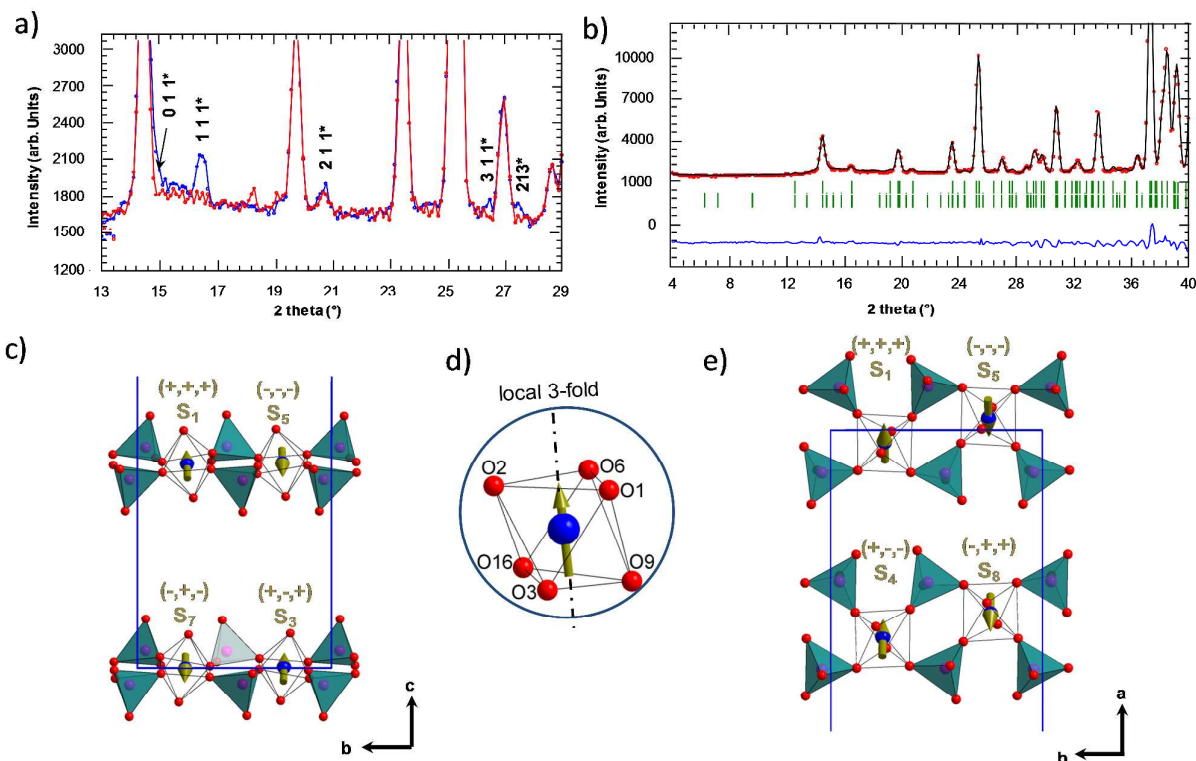 a)
3000
2700
2400
2100
1800
1500
1200
Intensity (arb. Units)
0 1 1*
1 1 1*
2 1 1*
3 1 1*
213*
13 15 17 19 21 23 25 27 29
2 theta (°)
b)
10000
7000
4000
1000
0
Intensity (arb. Units)
4 8 12 16 20 24 28 32 36 40
2 theta (°)
c)
(+,+,+) (-,-,-)
S1 S5
(-,+,-) (+,-,+)
S7 S3
c
b
d)
local 3-fold
O2 O6
O1
O16 O9
O3
e)
(+,+,+) (-,-,-)
S1 S5
(+,-,-) (-,+,+)
S4 S8
a
b